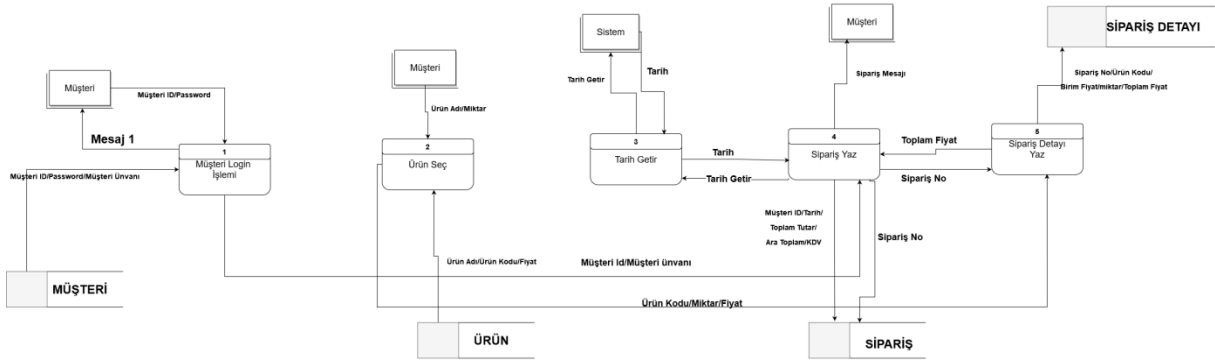 Müşteri
Müşteri ID/Password
Mesaj 1
1
Müşteri Login
İşlemi
Müşteri ID/Password/Müşteri Ünvanı
MÜŞTERİ
Müşteri
Ürün Adı/Miktar
2
Ürün Seç
Ürün Adı/Ürün Kodu/Fiyat
ÜRÜN
Müşteri Id/Müşteri ünvanı
Ürün Kodu/Miktar/Fiyat
Sistem
Tarih Getir
Tarih
3
Tarih Getir
Tarih
Tarih Getir
Müşteri
Sipariş Mesajı
4
Sipariş Yaz
Müşteri ID/Tarih/
Toplam Tutar/
Ara Toplam/KDV
Sipariş No
SİPARİŞ
Toplam Fiyat
Sipariş No
5
Sipariş Detayı
Yaz
Sipariş No/Ürün Kodu/
Birim Fiyat/miktar/Toplam Fiyat
SİPARİŞ DETAYI